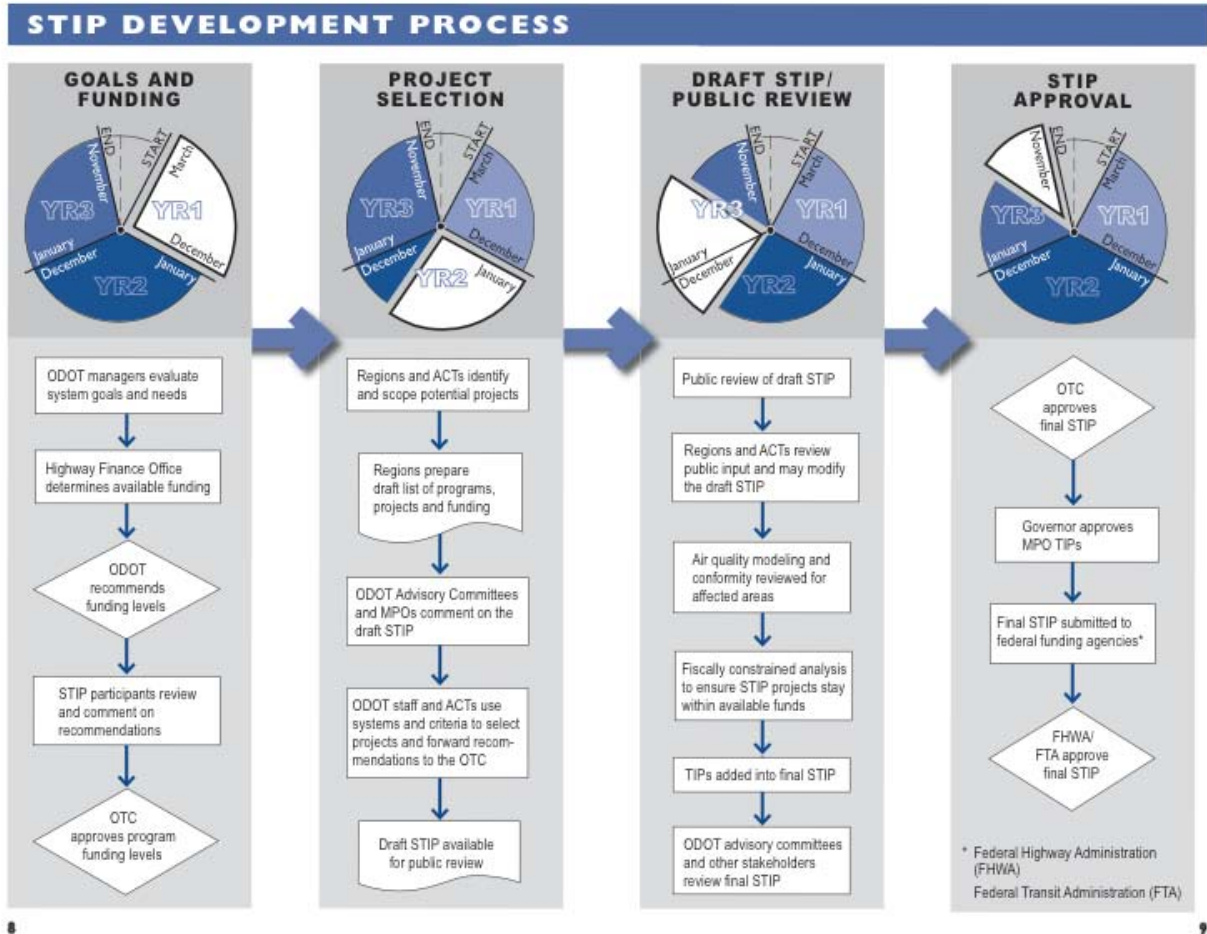 STIP DEVELOPMENT PROCESS
GOALS AND
FUNDING
END
START
November
March
YR3
YR1
January
December
December
January
YR2
ODOT managers evaluate
system goals and needs
Highway Finance Office
determines available funding
ODOT
recommends
funding levels
STIP participants review
and comment on
recommendations
OTC
approves program
funding levels
PROJECT
SELECTION
END
START
November
March
YR3
YR1
January
December
December
January
YR2
Regions and ACTs identify
and scope potential projects
Regions prepare
draft list of programs,
projects and funding
ODOT Advisory Committees
and MPOs comment on the
draft STIP
ODOT staff and ACTs use
systems and criteria to select
projects and forward recom-
mendations to the OTC
Draft STIP available
for public review
DRAFT STIP/
PUBLIC REVIEW
END
START
November
March
YR3
YR1
January
December
December
January
YR2
Public review of draft STIP
Regions and ACTs review
public input and may modify
the draft STIP
Air quality modeling and
conformity reviewed for
affected areas
Fiscally constrained analysis
to ensure STIP projects stay
within available funds
TIPs added into final STIP
ODOT advisory committees
and other stakeholders
review final STIP
STIP
APPROVAL
END
START
November
March
YR3
YR1
January
December
December
January
YR2
OTC
approves
final STIP
Governor approves
MPO TIPs
Final STIP submitted to
federal funding agencies*
FHWA/
FTA approve
final STIP
* Federal Highway Administration
(FHWA)
Federal Transit Administration (FTA)
8
9